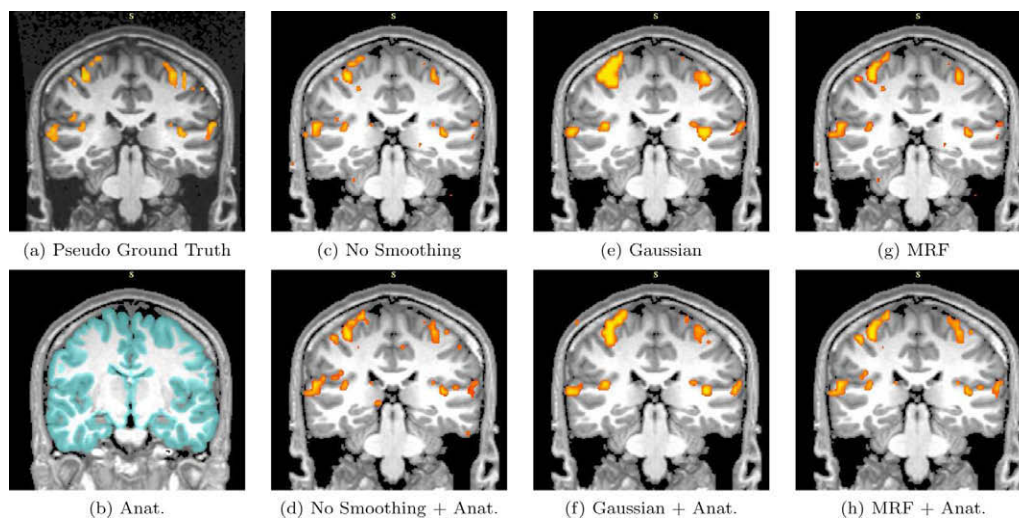 S S S S
(a) Pseudo Ground Truth (c) No Smoothing (e) Gaussian (g) MRF
S S S S
(b) Anat. (d) No Smoothing + Anat. (f) Gaussian + Anat. (h) MRF + Anat.